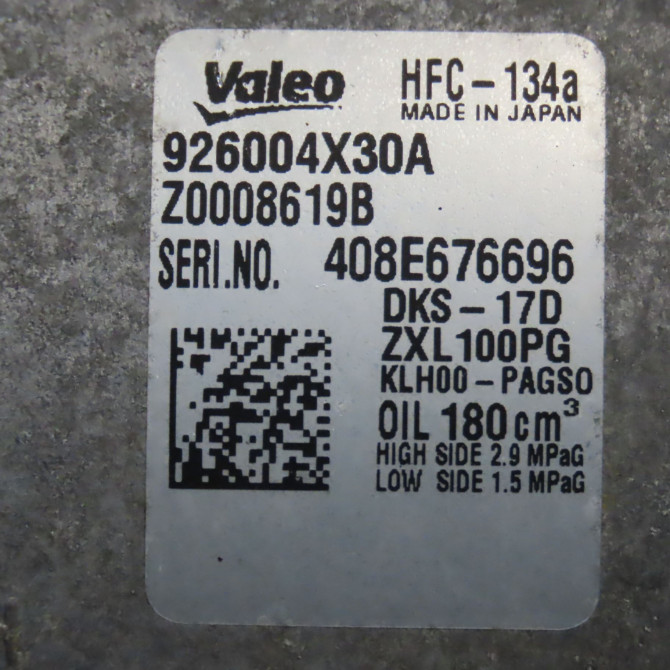 Valeo HFC-134a
MADE IN JAPAN
926004X30A
Z0008619B
SERI.NO. 408E676696
DKS-17D
ZXL100PG
KLH00-PAGSO
OIL 180cm³
HIGH SIDE 2.9 MPaG
LOW SIDE 1.5 MPaG